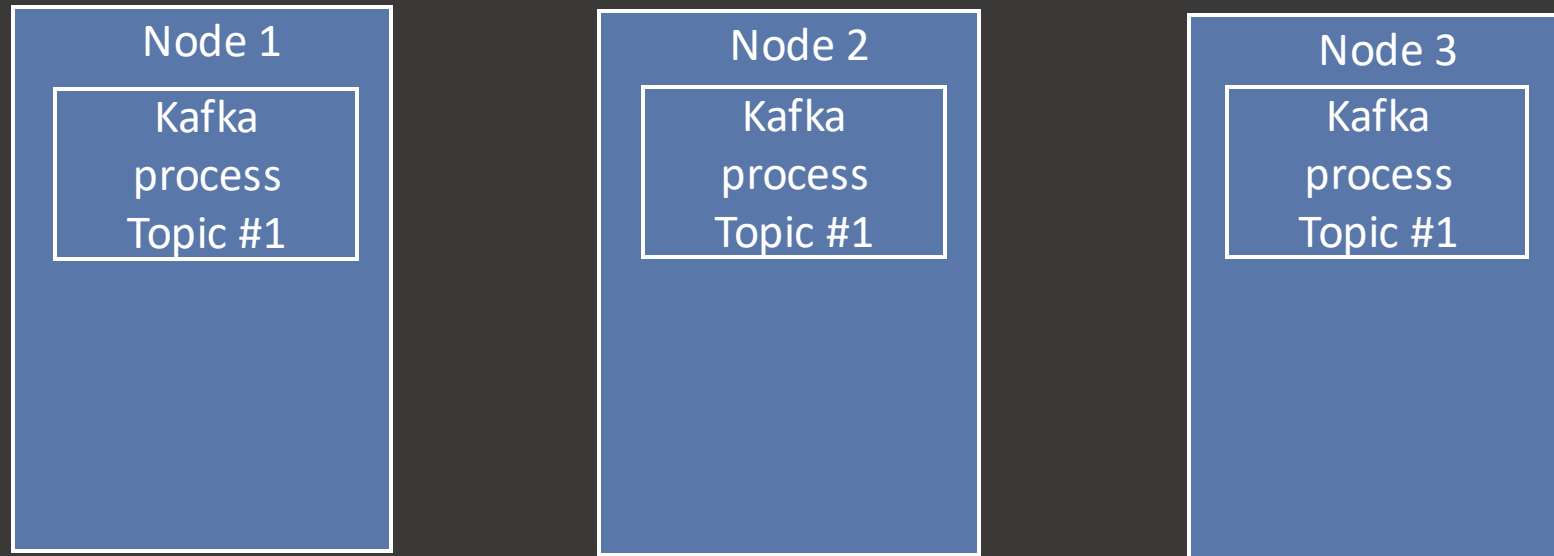 Node 1
Kafka
process
Topic #1
Node 2
Kafka
process
Topic #1
Node 3
Kafka
process
Topic #1